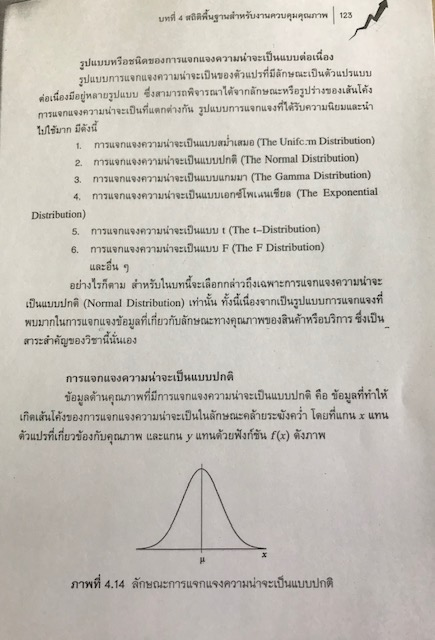 บทที่ 4 สถิติพื้นฐานสำหรับงานควบคุมคุณภาพ | 123
รูปแบบหรือชนิดของการแจกแจงความน่าจะเป็นแบบต่อเนื่อง
รูปแบบการแจกแจงความน่าจะเป็นของตัวแปรที่มีลักษณะเป็นตัวแปรแบบ
ต่อเนื่องมีอยู่หลายรูปแบบ ซึ่งสามารถพิจารณาได้จากลักษณะหรือรูปร่างของเส้นโค้ง
การแจกแจงความน่าจะเป็นที่แตกต่างกัน รูปแบบการแจกแจงที่ได้รับความนิยมและนำ
ไปใช้มาก มีดังนี้
1. การแจกแจงความน่าจะเป็นแบบสม่ำเสมอ (The Uniform Distribution)
2. การแจกแจงความน่าจะเป็นแบบปกติ (The Normal Distribution)
3. การแจกแจงความน่าจะเป็นแบบแกมมา (The Gamma Distribution)
4. การแจกแจงความน่าจะเป็นแบบเอกซ์โพเนนเชียล (The Exponential
Distribution)
5. การแจกแจงความน่าจะเป็นแบบ t (The t-Distribution)
6. การแจกแจงความน่าจะเป็นแบบ F (The F Distribution)
และอื่น ๆ
อย่างไรก็ตาม สำหรับในบทนี้จะเลือกกล่าวถึงเฉพาะการแจกแจงความน่าจะ
เป็นแบบปกติ (Normal Distribution) เท่านั้น ทั้งนี้เนื่องจากเป็นรูปแบบการแจกแจงที่
พบมากในการแจกแจงข้อมูลที่เกี่ยวกับลักษณะทางคุณภาพของสินค้าหรือบริการ ซึ่งเป็น
สาระสำคัญของวิชานี้นั่นเอง
การแจกแจงความน่าจะเป็นแบบปกติ
ข้อมูลด้านคุณภาพที่มีการแจกแจงความน่าจะเป็นแบบปกติ คือ ข้อมูลที่ทำให้
เกิดเส้นโค้งของการแจกแจงความน่าจะเป็นในลักษณะคล้ายระฆังคว่ำ โดยที่แกน x แทน
ตัวแปรที่เกี่ยวข้องกับคุณภาพ และแกน y แทนด้วยฟังก์ชัน f(x) ดังภาพ
μ x
ภาพที่ 4.14 ลักษณะการแจกแจงความน่าจะเป็นแบบปกติ